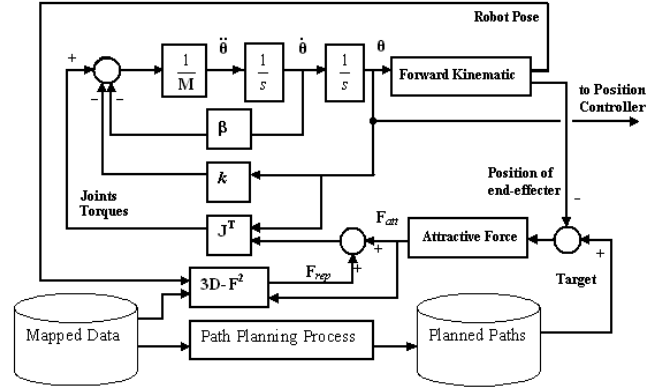 Robot Pose
+
1
M
θ̈
1
s
θ̇
1
s
θ
Forward Kinematic
−
−
to Position
Controller
β
k
Position of
end-effecter
−
Joints
Torques
J^T
F_att
Attractive Force
+
+
+
Target
3D- F^2
F_rep
Mapped Data
Path Planning Process
Planned Paths